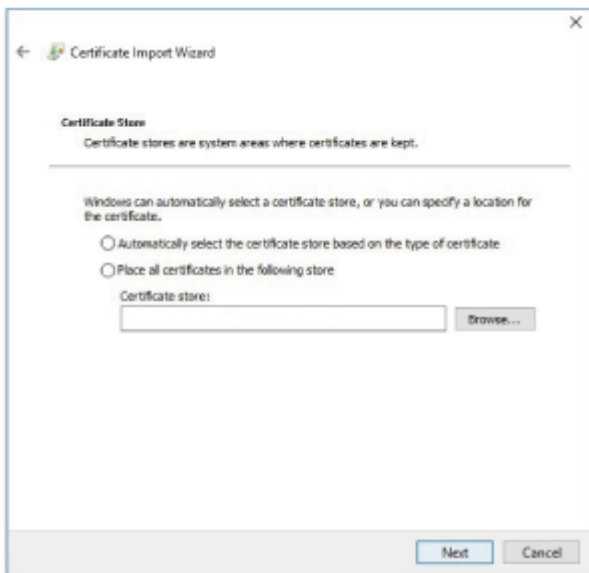 Certificate Import Wizard
Certificate Store
Certificate stores are system areas where certificates are kept.
Windows can automatically select a certificate store, or you can specify a location for
the certificate.
Automatically select the certificate store based on the type of certificate
Place all certificates in the following store
Certificate store:
Browse...
Next Cancel